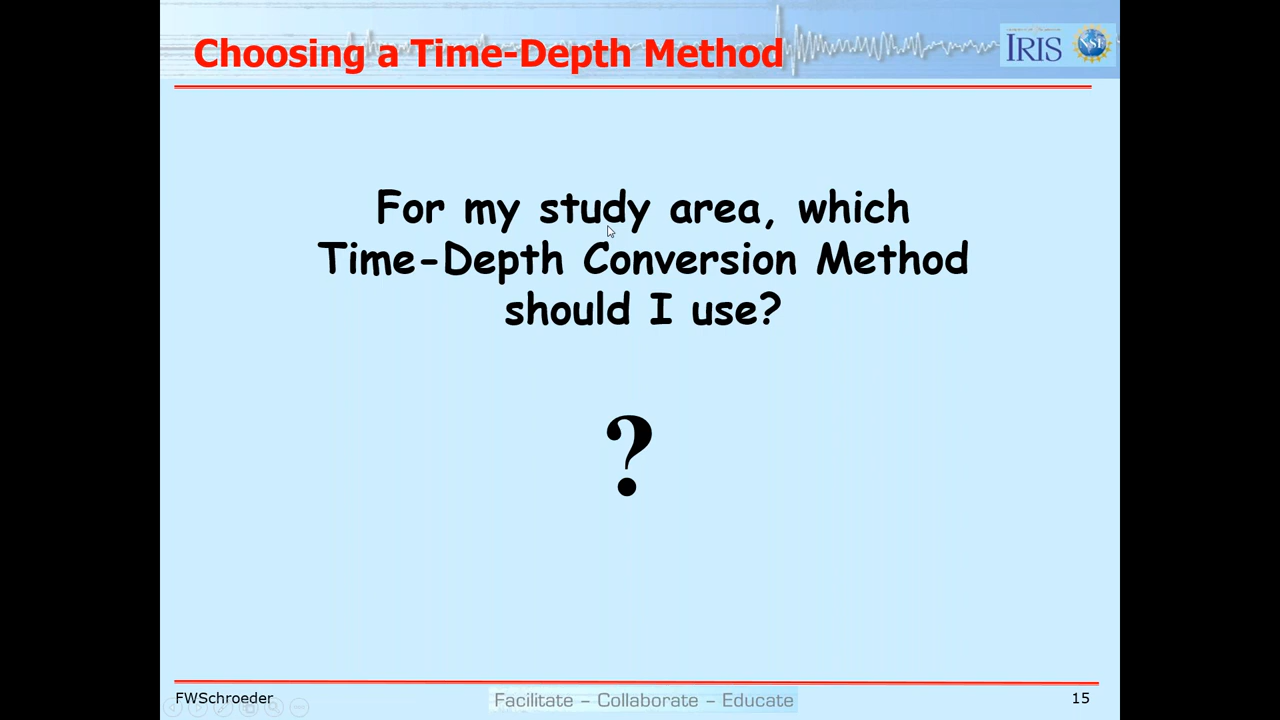 Choosing a Time-Depth Method
IRIS
NSF
For my study area, which
Time-Depth Conversion Method
should I use?
?
FWSchroeder
Facilitate – Collaborate – Educate
15